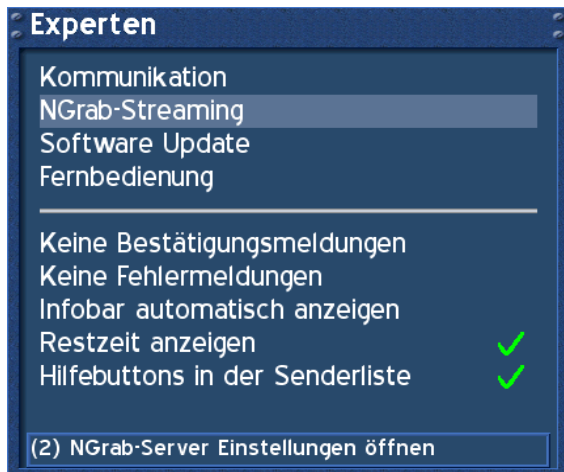 Experten
Kommunikation
NGrab-Streaming
Software Update
Fernbedienung
Keine Bestätigungsmeldungen
Keine Fehlermeldungen
Infobar automatisch anzeigen
Restzeit anzeigen
Hilfebuttons in der Senderliste
(2) NGrab-Server Einstellungen öffnen